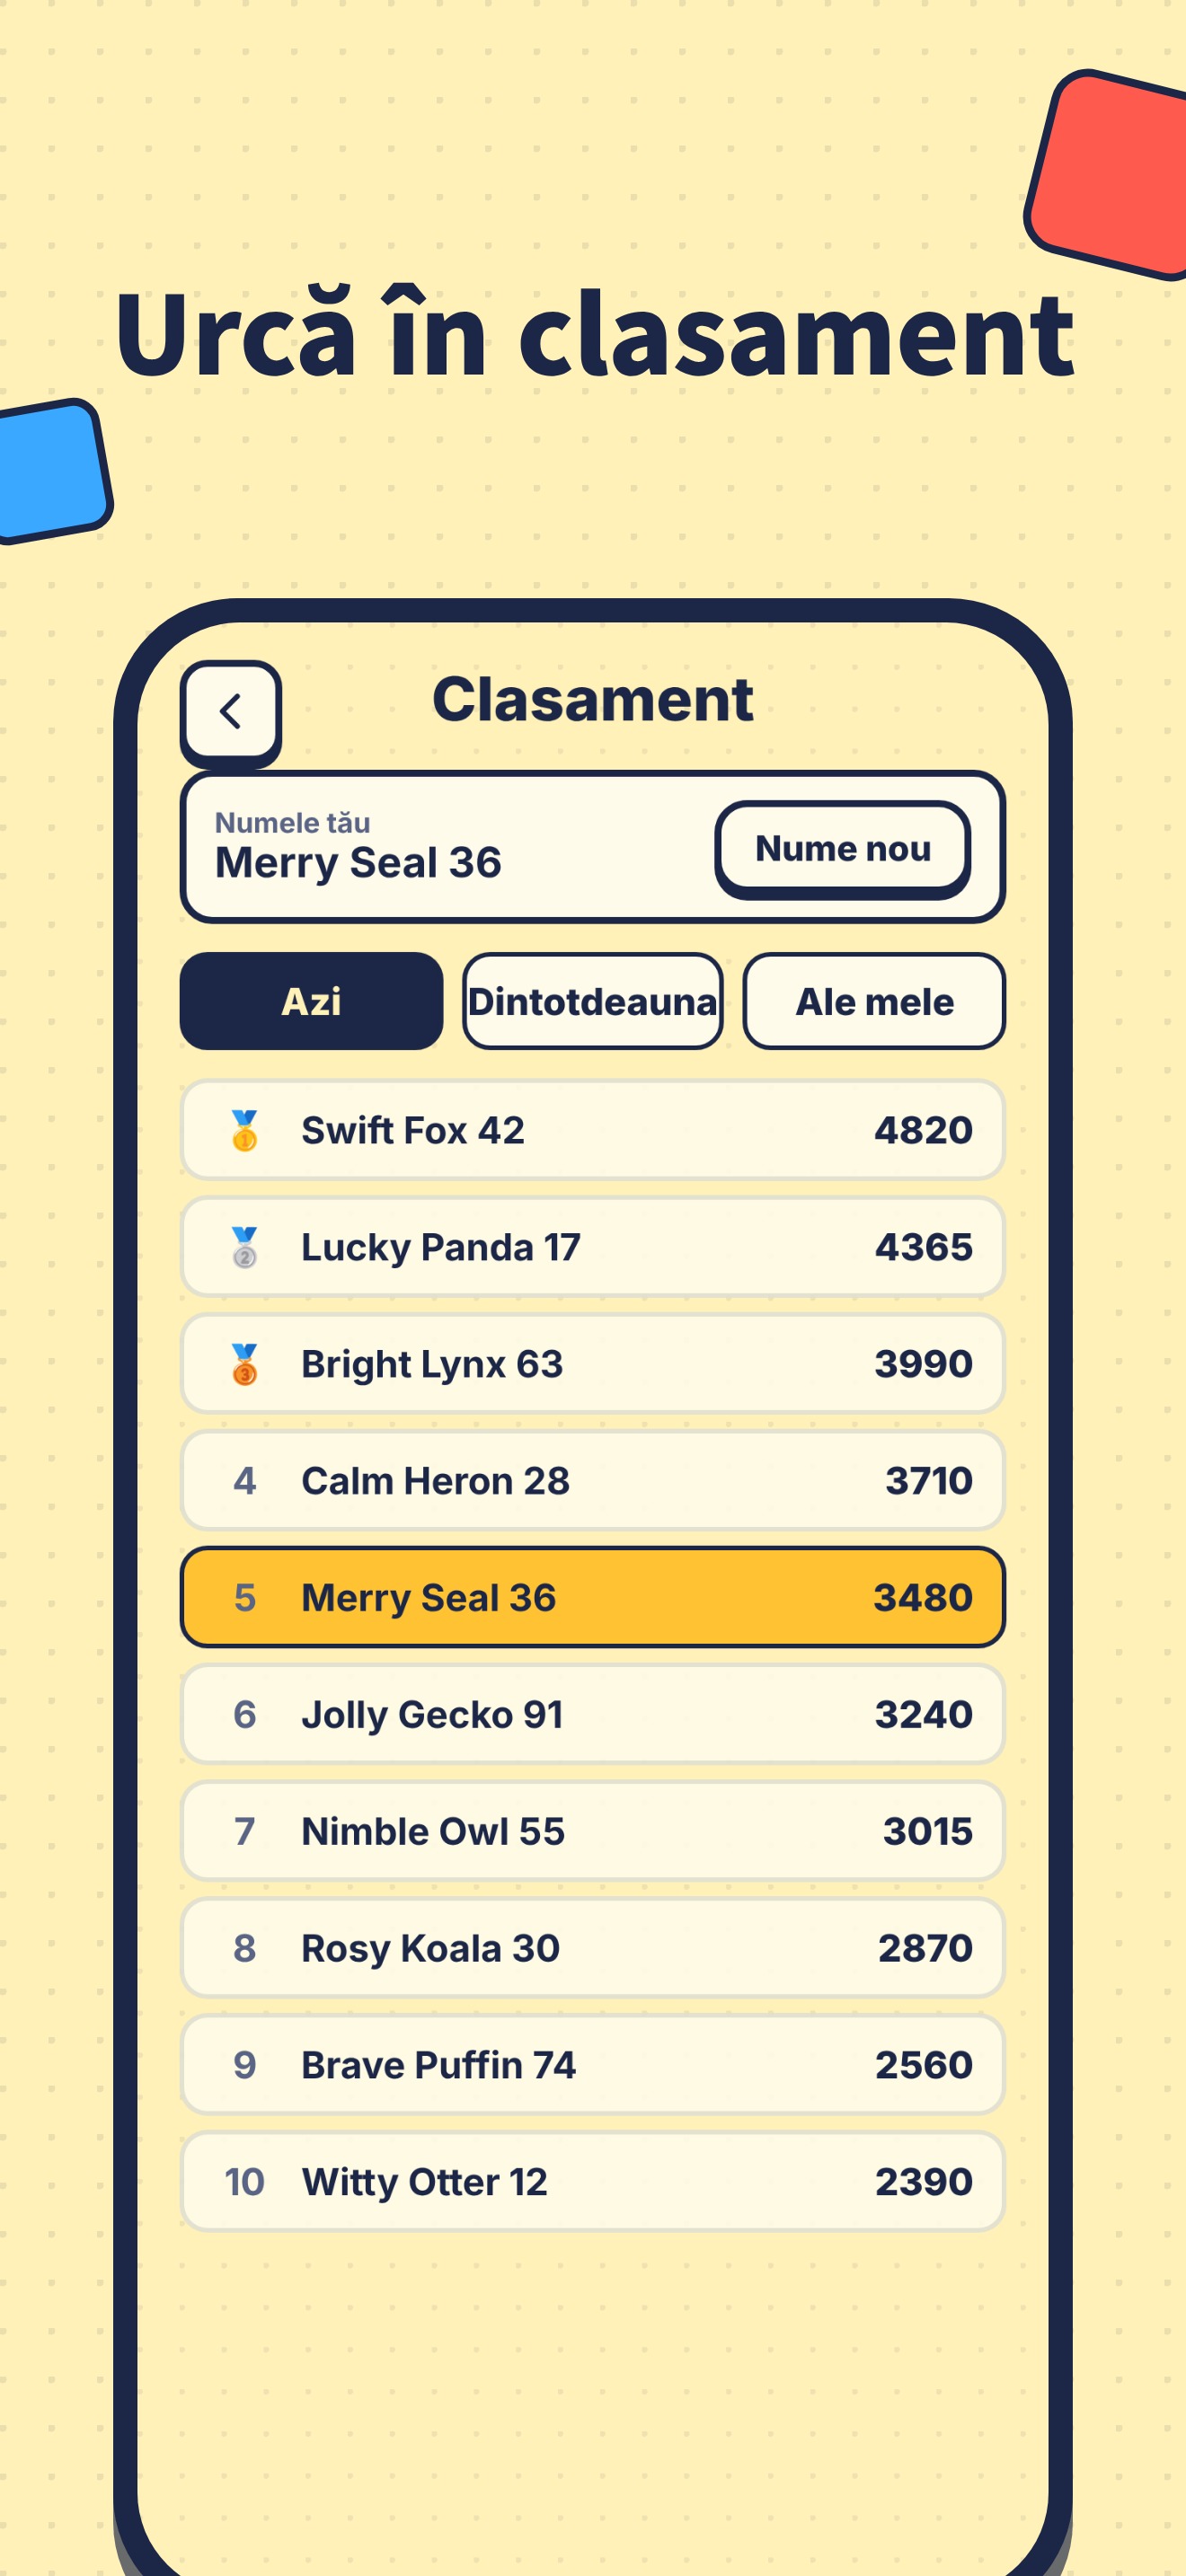 Urcă în clasament
Clasament
Numele tău
Merry Seal 36
Nume nou
Azi
Dintotdeauna
Ale mele
1 Swift Fox 42 4820
2 Lucky Panda 17 4365
3 Bright Lynx 63 3990
4 Calm Heron 28 3710
5 Merry Seal 36 3480
6 Jolly Gecko 91 3240
7 Nimble Owl 55 3015
8 Rosy Koala 30 2870
9 Brave Puffin 74 2560
10 Witty Otter 12 2390